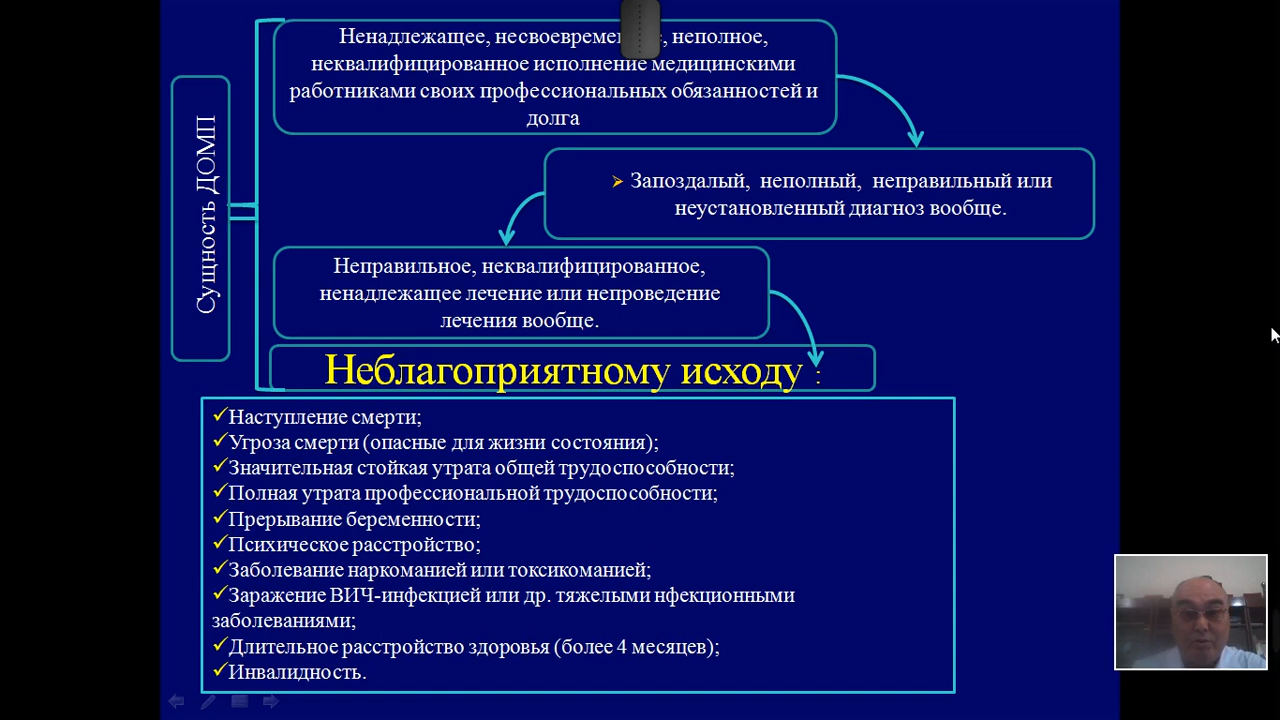 Сущность ДОМП
Ненадлежащее, несвоевреме , неполное,
неквалифицированное исполнение медицинскими
работниками своих профессиональных обязанностей и
долга
Запоздалый, неполный, неправильный или
неустановленный диагноз вообще.
Неправильное, неквалифицированное,
ненадлежащее лечение или непроведение
лечения вообще.
Неблагоприятному исходу :
Наступление смерти;
Угроза смерти (опасные для жизни состояния);
Значительная стойкая утрата общей трудоспособности;
Полная утрата профессиональной трудоспособности;
Прерывание беременности;
Психическое расстройство;
Заболевание наркоманией или токсикоманией;
Заражение ВИЧ-инфекцией или др. тяжелыми нфекционными
заболеваниями;
Длительное расстройство здоровья (более 4 месяцев);
Инвалидность.